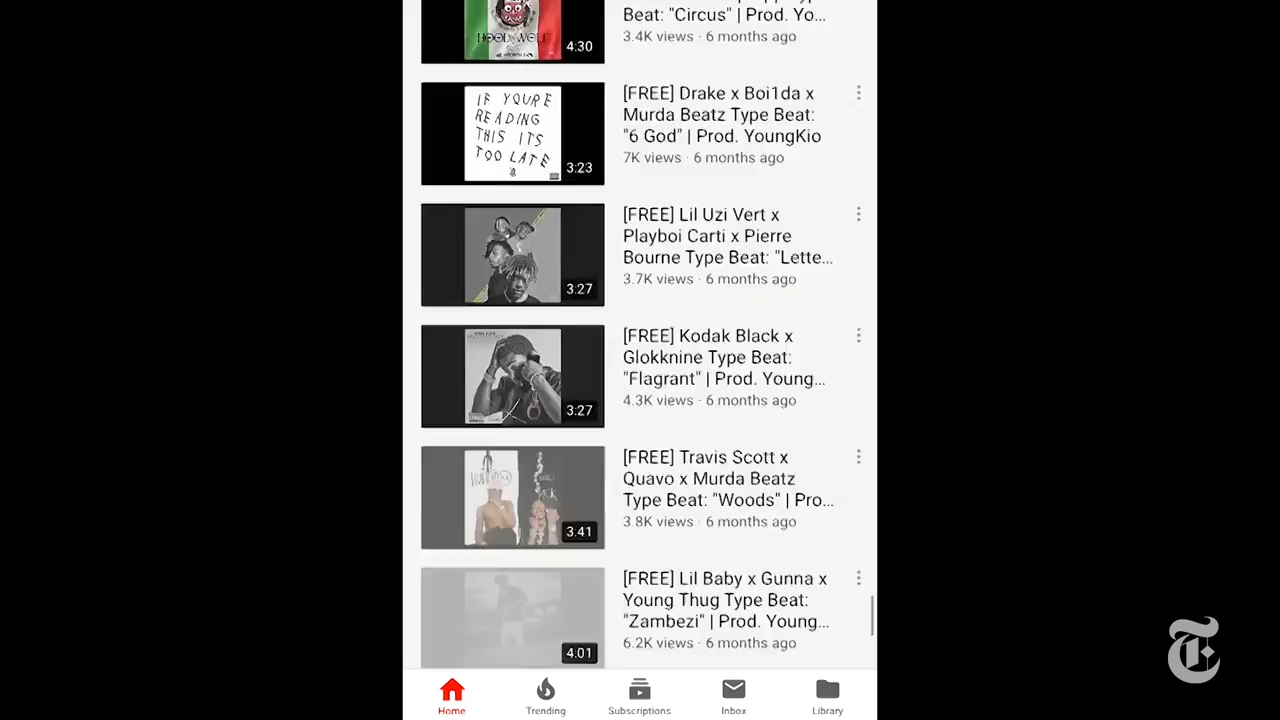 Beat: "Circus" | Prod. Yo...
3.4K views · 6 months ago
HOOD WOLF
4:30
[FREE] Drake x Boi1da x
Murda Beatz Type Beat:
"6 God" | Prod. YoungKio
7K views · 6 months ago
IF YOURE
READING
THIS ITS
TOO LATE
3:23
[FREE] Lil Uzi Vert x
Playboi Carti x Pierre
Bourne Type Beat: "Lette...
3.7K views · 6 months ago
3:27
[FREE] Kodak Black x
Glokknine Type Beat:
"Flagrant" | Prod. Young...
4.3K views · 6 months ago
3:27
[FREE] Travis Scott x
Quavo x Murda Beatz
Type Beat: "Woods" | Pro...
3.8K views · 6 months ago
3:41
[FREE] Lil Baby x Gunna x
Young Thug Type Beat:
"Zambezi" | Prod. Young...
6.2K views · 6 months ago
4:01
Home
Trending
Subscriptions
Inbox
Library
T